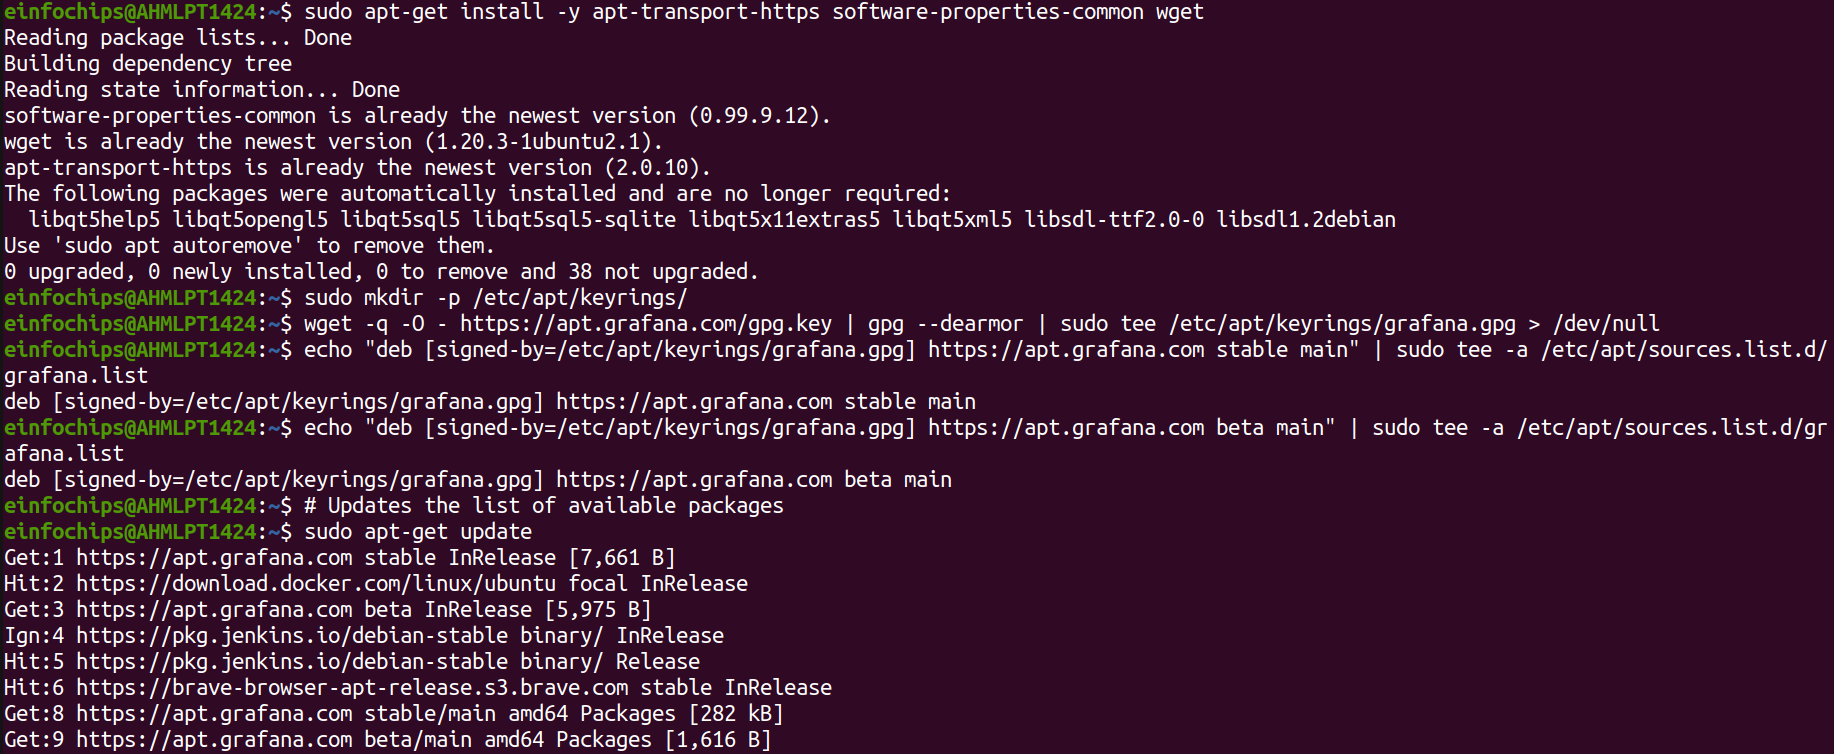 einfochips@AHMLPT1424:~$ sudo apt-get install -y apt-transport-https software-properties-common wget
Reading package lists... Done
Building dependency tree
Reading state information... Done
software-properties-common is already the newest version (0.99.9.12).
wget is already the newest version (1.20.3-1ubuntu2.1).
apt-transport-https is already the newest version (2.0.10).
The following packages were automatically installed and are no longer required:
  libqt5help5 libqt5opengl5 libqt5sql5 libqt5sql5-sqlite libqt5x11extras5 libqt5xml5 libsdl-ttf2.0-0 libsdl1.2debian
Use 'sudo apt autoremove' to remove them.
0 upgraded, 0 newly installed, 0 to remove and 38 not upgraded.
einfochips@AHMLPT1424:~$ sudo mkdir -p /etc/apt/keyrings/
einfochips@AHMLPT1424:~$ wget -q -O - https://apt.grafana.com/gpg.key | gpg --dearmor | sudo tee /etc/apt/keyrings/grafana.gpg > /dev/null
einfochips@AHMLPT1424:~$ echo "deb [signed-by=/etc/apt/keyrings/grafana.gpg] https://apt.grafana.com stable main" | sudo tee -a /etc/apt/sources.list.d/
grafana.list
deb [signed-by=/etc/apt/keyrings/grafana.gpg] https://apt.grafana.com stable main
einfochips@AHMLPT1424:~$ echo "deb [signed-by=/etc/apt/keyrings/grafana.gpg] https://apt.grafana.com beta main" | sudo tee -a /etc/apt/sources.list.d/gr
afana.list
deb [signed-by=/etc/apt/keyrings/grafana.gpg] https://apt.grafana.com beta main
einfochips@AHMLPT1424:~$ # Updates the list of available packages
einfochips@AHMLPT1424:~$ sudo apt-get update
Get:1 https://apt.grafana.com stable InRelease [7,661 B]
Hit:2 https://download.docker.com/linux/ubuntu focal InRelease
Get:3 https://apt.grafana.com beta InRelease [5,975 B]
Ign:4 https://pkg.jenkins.io/debian-stable binary/ InRelease
Hit:5 https://pkg.jenkins.io/debian-stable binary/ Release
Hit:6 https://brave-browser-apt-release.s3.brave.com stable InRelease
Get:8 https://apt.grafana.com stable/main amd64 Packages [282 kB]
Get:9 https://apt.grafana.com beta/main amd64 Packages [1,616 B]